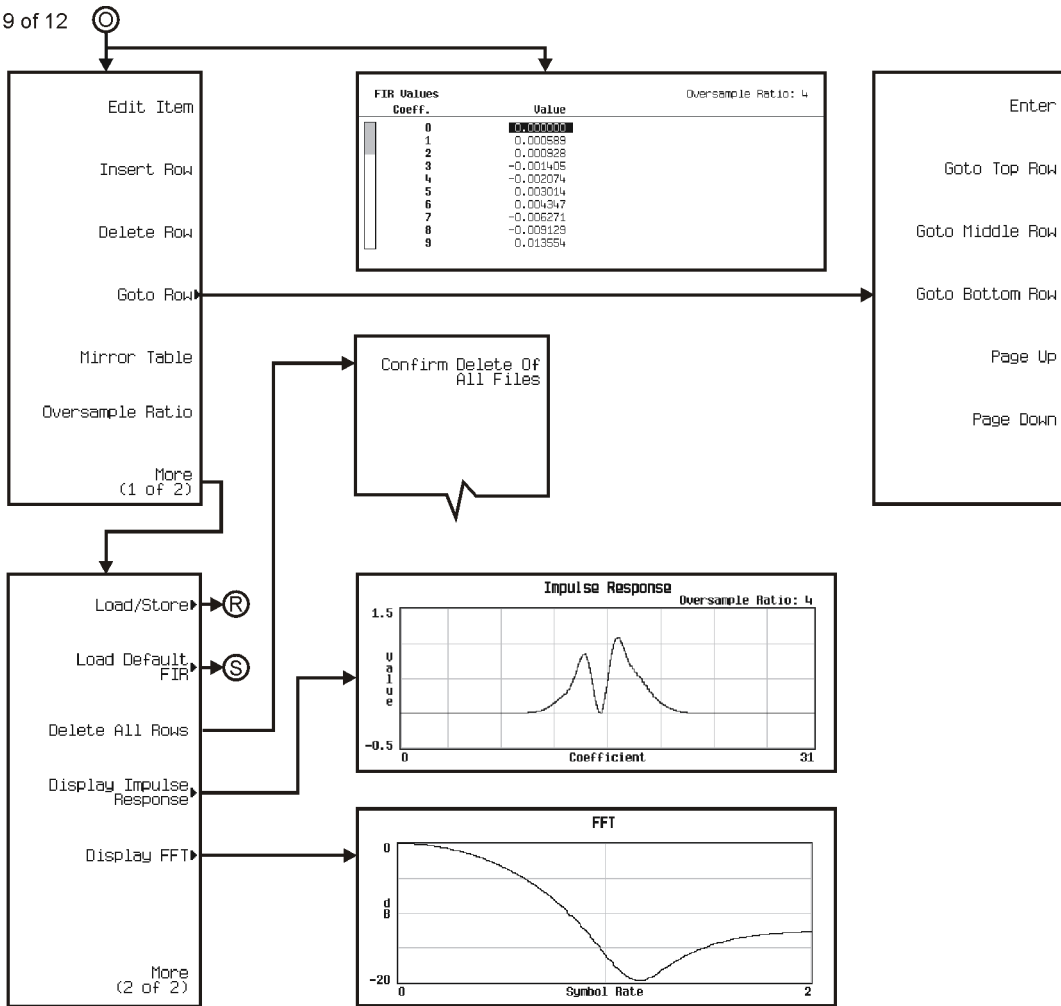 9 of 12 O
Edit Item
Insert Row
Delete Row
Goto Row
Mirror Table
Oversample Ratio
More
(1 of 2)
FIR Values Oversample Ratio: 4
Coeff. Value
0 0.000000
1 0.000589
2 0.000928
3 -0.001405
4 -0.002074
5 0.003014
6 0.004347
7 -0.006271
8 -0.009129
9 0.013554
Enter
Goto Top Row
Goto Middle Row
Goto Bottom Row
Page Up
Page Down
Confirm Delete Of
All Files
Load/Store R
Load Default
FIR S
Delete All Rows
Display Impulse
Response
Display FFT
More
(2 of 2)
Impulse Response
Oversample Ratio: 4
1.5
Value
-0.5
0 Coefficient 31
FFT
0
dB
-20
0 Symbol Rate 2